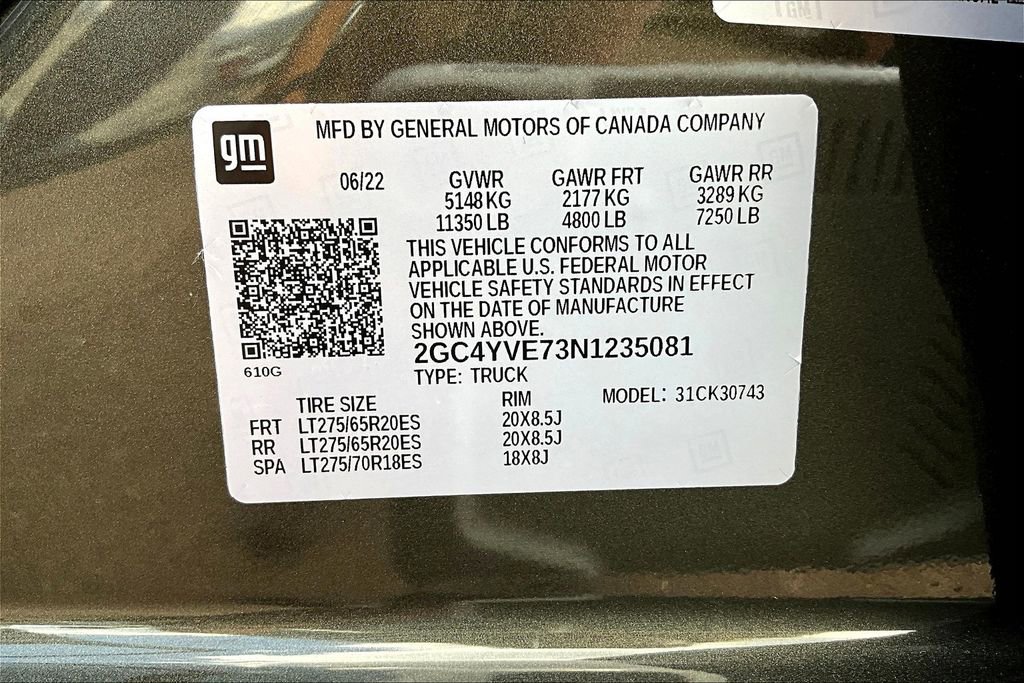 gm
MFD BY GENERAL MOTORS OF CANADA COMPANY
06/22 GVWR GAWR FRT GAWR RR
5148 KG 2177 KG 3289 KG
11350 LB 4800 LB 7250 LB
THIS VEHICLE CONFORMS TO ALL
APPLICABLE U.S. FEDERAL MOTOR
VEHICLE SAFETY STANDARDS IN EFFECT
ON THE DATE OF MANUFACTURE
SHOWN ABOVE.
2GC4YVE73N1235081
610G
TYPE: TRUCK
MODEL: 31CK30743
TIRE SIZE RIM
FRT LT275/65R20ES 20X8.5J
RR LT275/65R20ES 20X8.5J
SPA LT275/70R18ES 18X8J